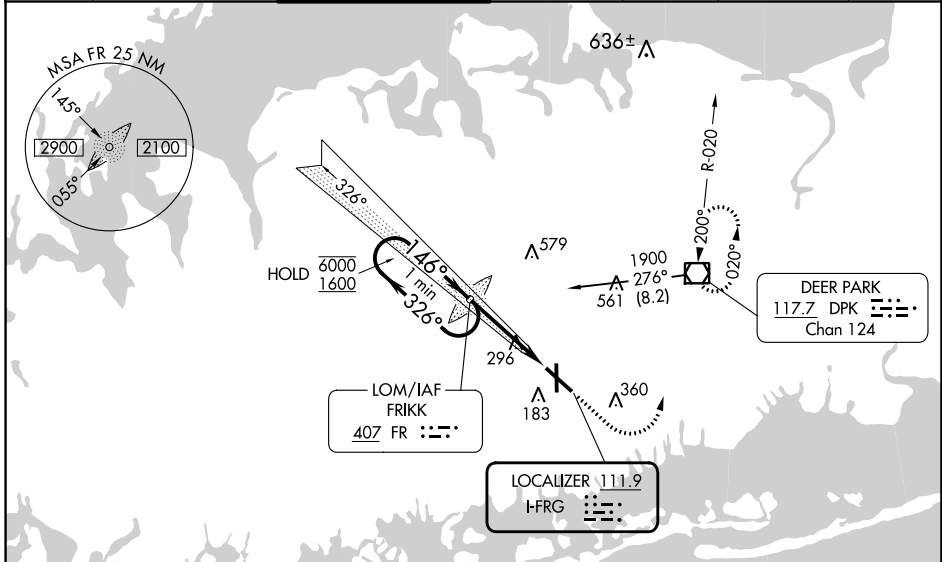 MSA FR 25 NM
145°
2900
2100
055°
636±
R-020
200°
020°
326°
146°
1 min
326°
HOLD 6000
1600
579
1900
276°
(8.2)
561
DEER PARK
117.7 DPK
Chan 124
296
LOM/IAF
FRIKK
407 FR
183
360
LOCALIZER 111.9
I-FRG